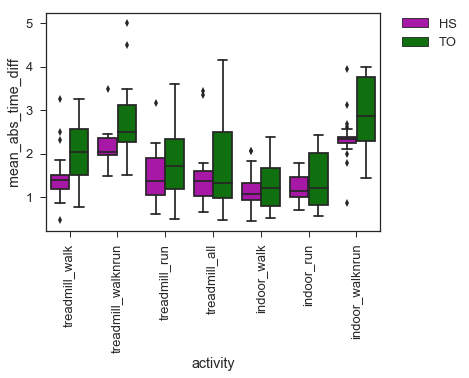 HS
TO
mean_abs_time_diff
5
4
3
2
1
treadmill_walk
treadmill_walknrun
treadmill_run
treadmill_all
indoor_walk
indoor_run
indoor_walknrun
activity